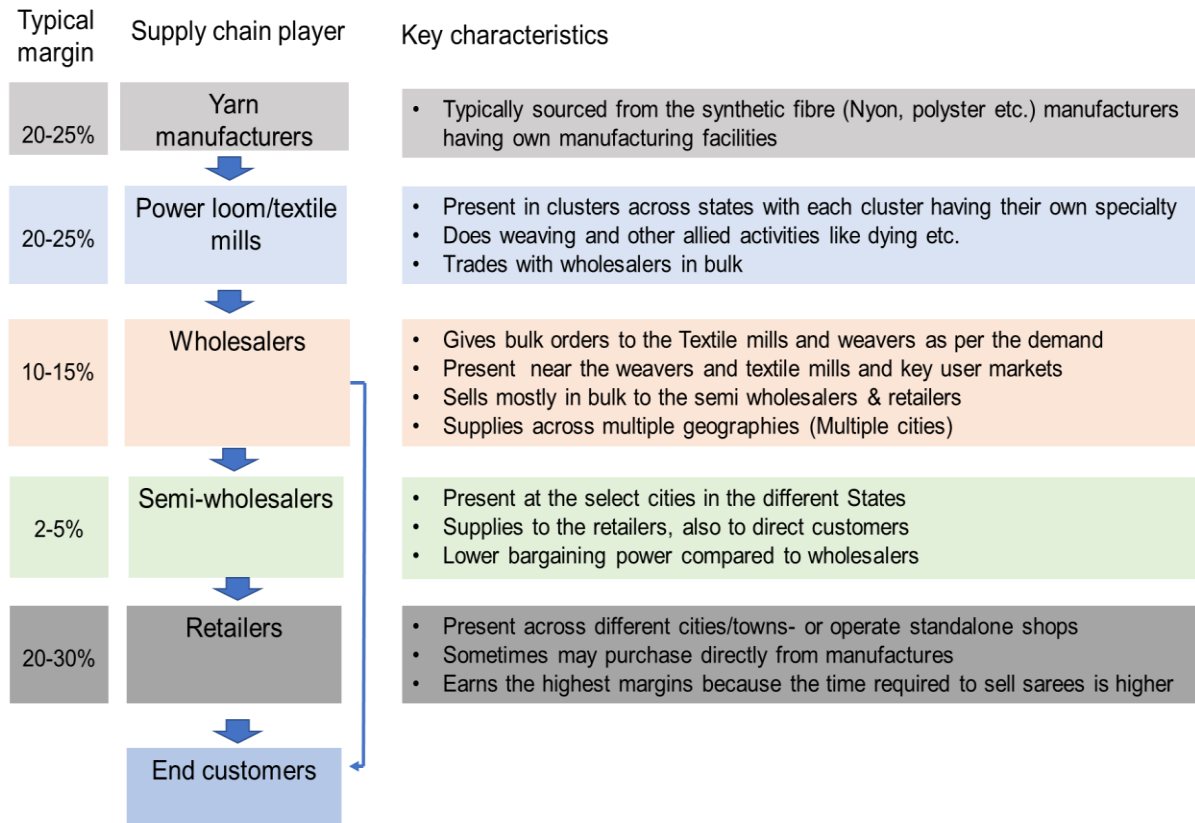 Typical
margin
Supply chain player
Key characteristics
20-25%
Yarn
manufacturers
• Typically sourced from the synthetic fibre (Nyon, polyster etc.) manufacturers
having own manufacturing facilities
20-25%
Power loom/textile
mills
• Present in clusters across states with each cluster having their own specialty
• Does weaving and other allied activities like dying etc.
• Trades with wholesalers in bulk
10-15%
Wholesalers
• Gives bulk orders to the Textile mills and weavers as per the demand
• Present near the weavers and textile mills and key user markets
• Sells mostly in bulk to the semi wholesalers & retailers
• Supplies across multiple geographies (Multiple cities)
2-5%
Semi-wholesalers
• Present at the select cities in the different States
• Supplies to the retailers, also to direct customers
• Lower bargaining power compared to wholesalers
20-30%
Retailers
• Present across different cities/towns- or operate standalone shops
• Sometimes may purchase directly from manufactures
• Earns the highest margins because the time required to sell sarees is higher
End customers